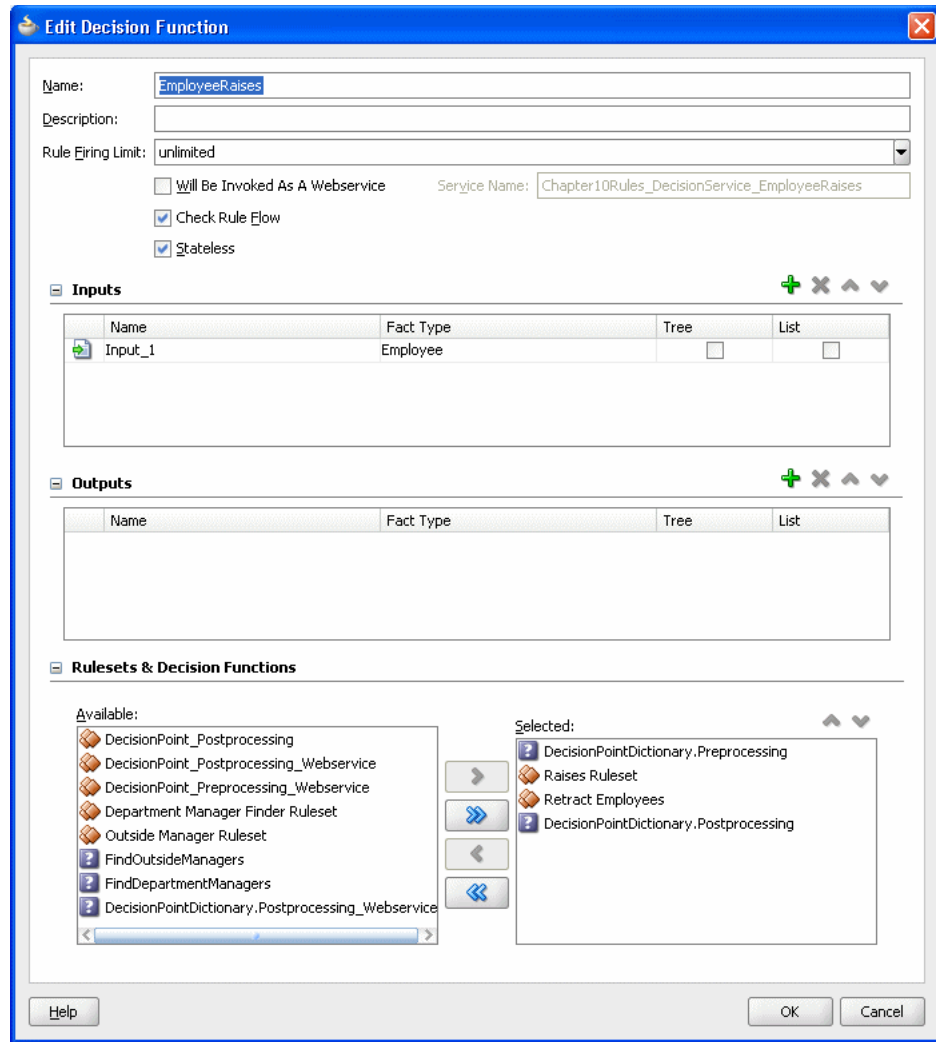 Edit Decision Function
Name: EmployeeRaises
Description:
Rule Firing Limit: unlimited
Will Be Invoked As A Webservice Service Name: Chapter10Rules_DecisionService_EmployeeRaises
Check Rule Flow
Stateless
Inputs
Name Fact Type Tree List
Input_1 Employee
Outputs
Name Fact Type Tree List
Rulesets & Decision Functions
Available:
DecisionPoint_Postprocessing
DecisionPoint_Postprocessing_Webservice
DecisionPoint_Preprocessing_Webservice
Department Manager Finder Ruleset
Outside Manager Ruleset
FindOutsideManagers
FindDepartmentManagers
DecisionPointDictionary.Postprocessing_Webservice
Selected:
DecisionPointDictionary.Preprocessing
Raises Ruleset
Retract Employees
DecisionPointDictionary.Postprocessing
Help OK Cancel